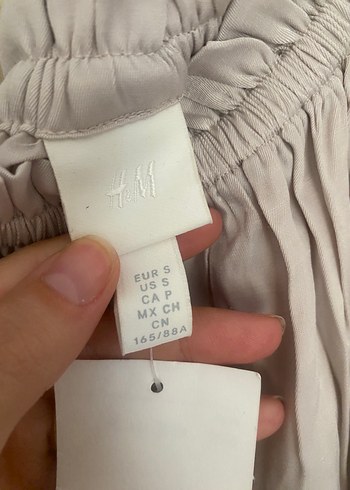 H&M
EUR S
US S
CA P
MX CH
CN
165/88A